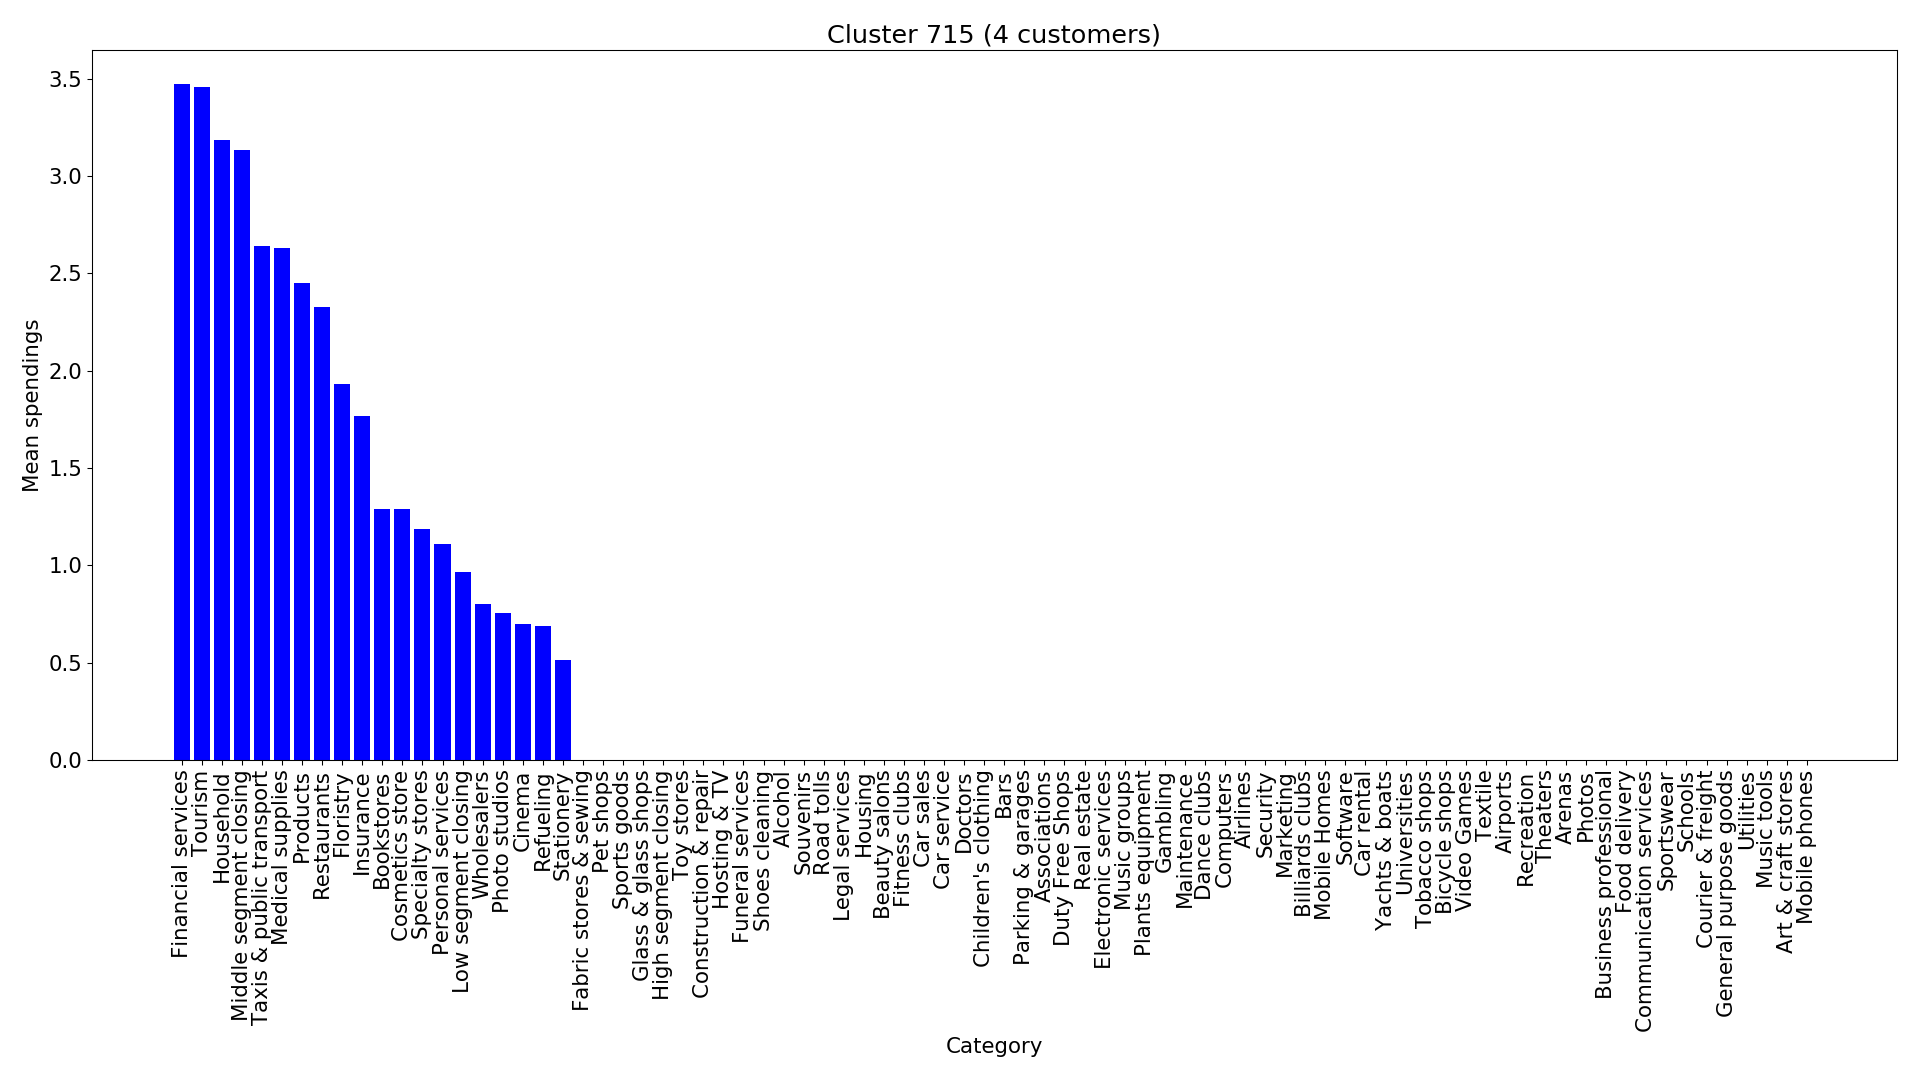 Cluster 715 (4 customers)
Mean spendings
3.5
3.0
2.5
2.0
1.5
1.0
0.5
0.0
Financial services
Tourism
Household
Middle segment closing
Taxis & public transport
Medical supplies
Products
Restaurants
Floristry
Insurance
Bookstores
Cosmetics store
Specialty stores
Personal services
Low segment closing
Wholesalers
Photo studios
Cinema
Refueling
Stationery
Fabric stores & sewing
Pet shops
Sports goods
Glass & glass shops
High segment closing
Toy stores
Construction & repair
Hosting & TV
Funeral services
Shoes cleaning
Alcohol
Souvenirs
Road tolls
Legal services
Housing
Beauty salons
Fitness clubs
Car sales
Car service
Doctors
Children's clothing
Bars
Parking & garages
Associations
Duty Free Shops
Real estate
Electronic services
Music groups
Plants equipment
Gambling
Maintenance
Dance clubs
Computers
Airlines
Security
Marketing
Billiards clubs
Mobile Homes
Software
Car rental
Yachts & boats
Universities
Tobacco shops
Bicycle shops
Video Games
Textile
Airports
Recreation
Theaters
Arenas
Photos
Business professional
Food delivery
Communication services
Sportswear
Schools
Courier & freight
General purpose goods
Utilities
Music tools
Art & craft stores
Mobile phones
Category